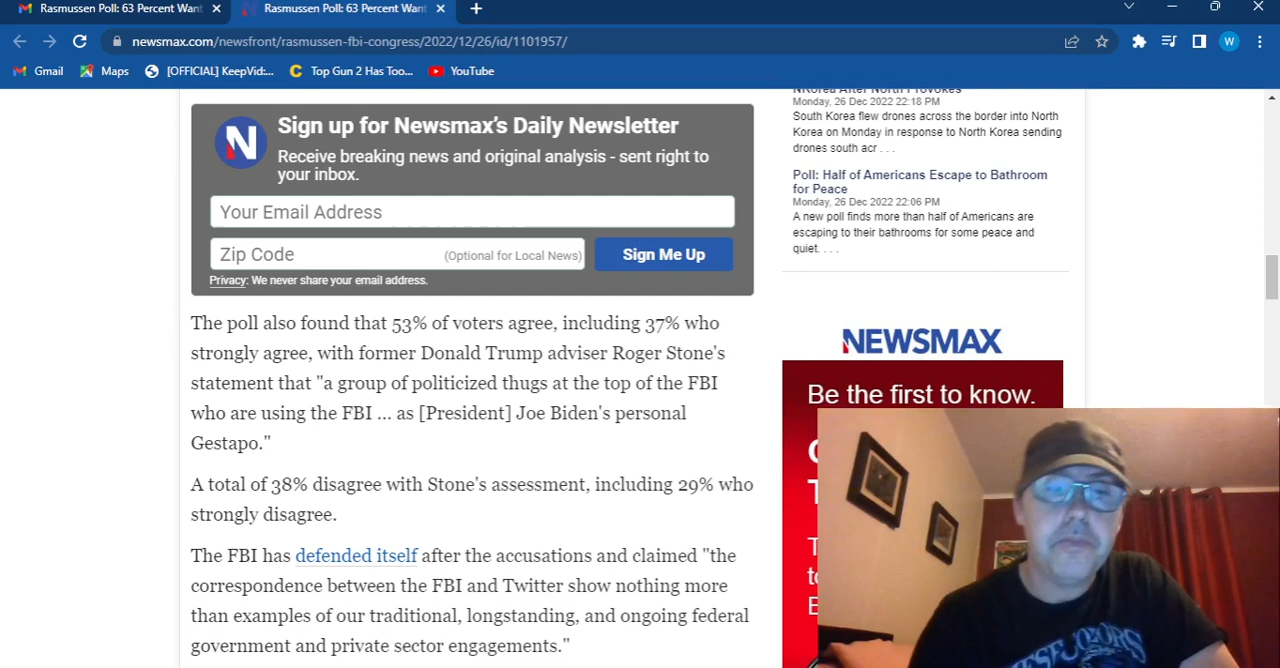 Rasmussen Poll: 63 Percent Want
Rasmussen Poll: 63 Percent Want
newsmax.com/newsfront/rasmussen-fbi-congress/2022/12/26/id/1101957/
W
Gmail
Maps
[OFFICIAL] KeepVid:...
Top Gun 2 Has Too...
YouTube
N
Sign up for Newsmax's Daily Newsletter
Receive breaking news and original analysis - sent right to
your inbox.
Your Email Address
Zip Code
(Optional for Local News)
Sign Me Up
Privacy: We never share your email address.
The poll also found that 53% of voters agree, including 37% who
strongly agree, with former Donald Trump adviser Roger Stone's
statement that "a group of politicized thugs at the top of the FBI
who are using the FBI ... as [President] Joe Biden's personal
Gestapo."
A total of 38% disagree with Stone's assessment, including 29% who
strongly disagree.
The FBI has defended itself after the accusations and claimed "the
correspondence between the FBI and Twitter show nothing more
than examples of our traditional, longstanding, and ongoing federal
government and private sector engagements."
NKorea After North Provokes
Monday, 26 Dec 2022 22:18 PM
South Korea flew drones across the border into North
Korea on Monday in response to North Korea sending
drones south acr . . .
Poll: Half of Americans Escape to Bathroom
for Peace
Monday, 26 Dec 2022 22:06 PM
A new poll finds more than half of Americans are
escaping to their bathrooms for some peace and
quiet. . . .
NEWSMAX
Be the first to know.